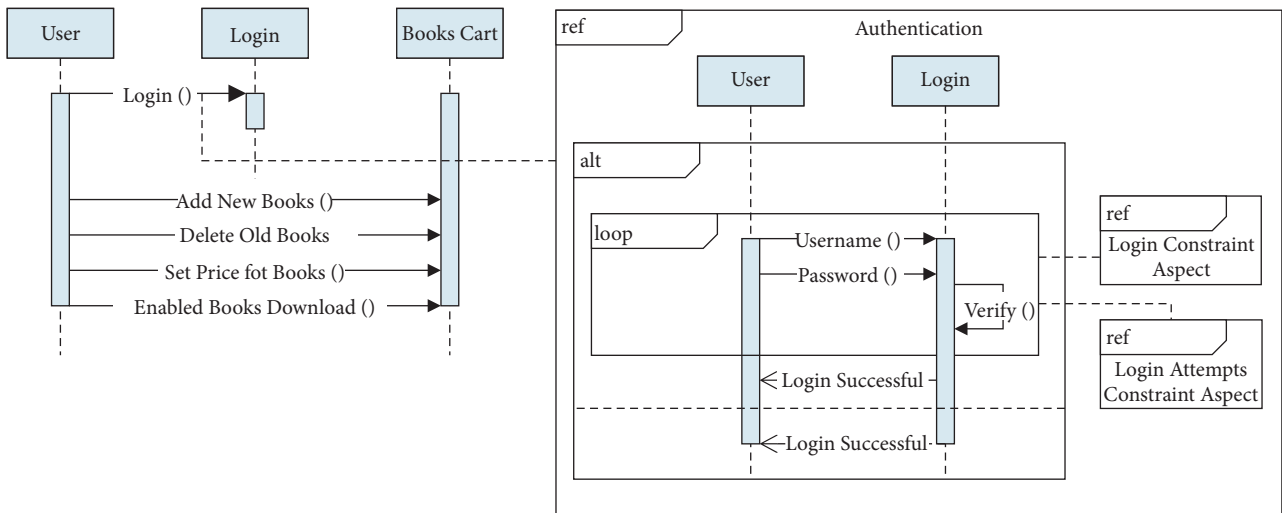 User
Login
Books Cart
Login ()
Add New Books ()
Delete Old Books
Set Price fot Books ()
Enabled Books Download ()
ref
Authentication
User
Login
alt
loop
Username ()
Password ()
Verify ()
Login Successful
Login Successful
ref
Login Constraint
Aspect
ref
Login Attempts
Constraint Aspect